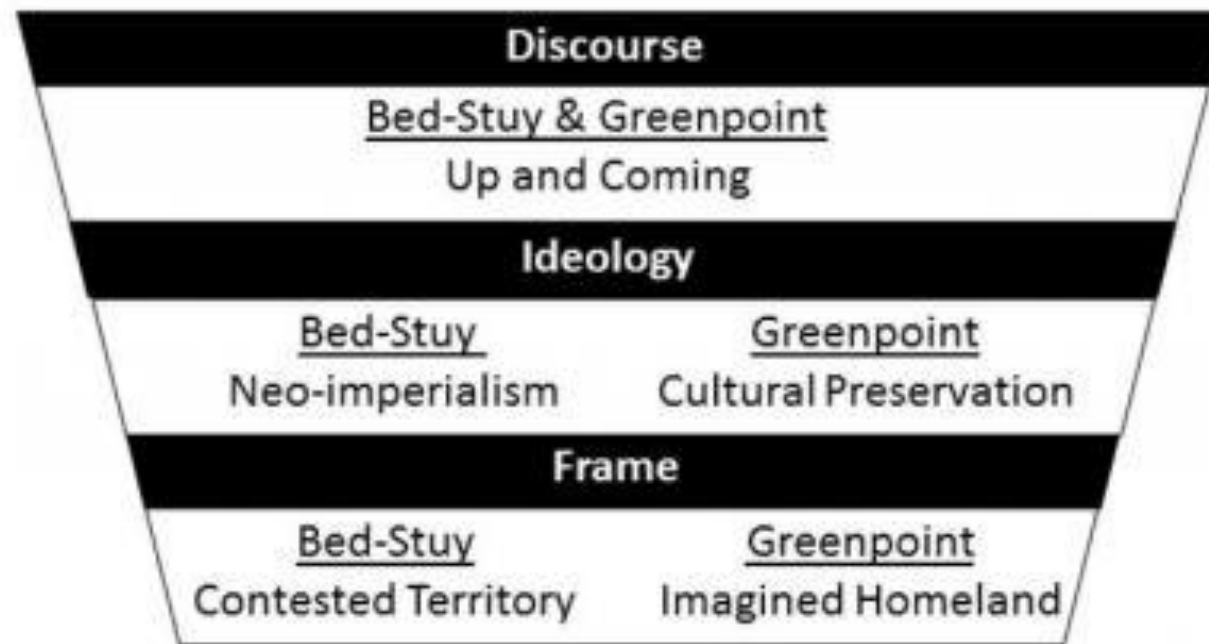 Discourse
Bed-Stuy & Greenpoint
Up and Coming
Ideology
Bed-Stuy Greenpoint
Neo-imperialism Cultural Preservation
Frame
Bed-Stuy Greenpoint
Contested Territory Imagined Homeland